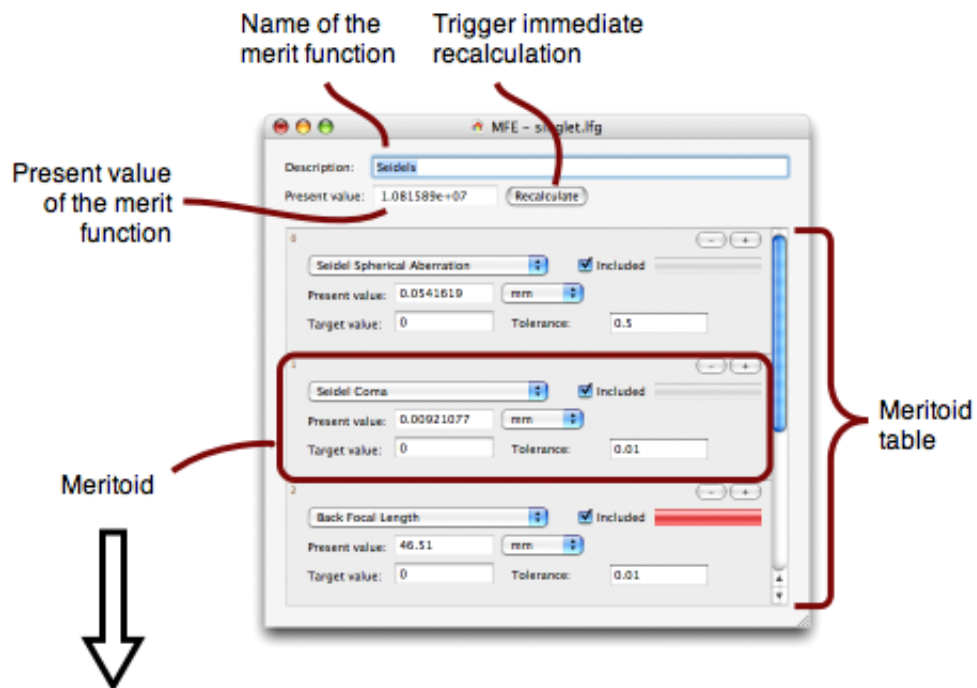 Name of the
merit function
Trigger immediate
recalculation
MFE - singlet.lfg
Description: Seidels
Present value: 1.081589e+07 Recalculate
Present value
of the merit
function
0 - +
Seidel Spherical Aberration Included
Present value: 0.0541619 mm
Target value: 0 Tolerance: 0.5
1 - +
Seidel Coma Included
Present value: 0.00921077 mm
Target value: 0 Tolerance: 0.01
Meritoid
table
Meritoid
2 - +
Back Focal Length Included
Present value: 46.51 mm
Target value: 0 Tolerance: 0.01